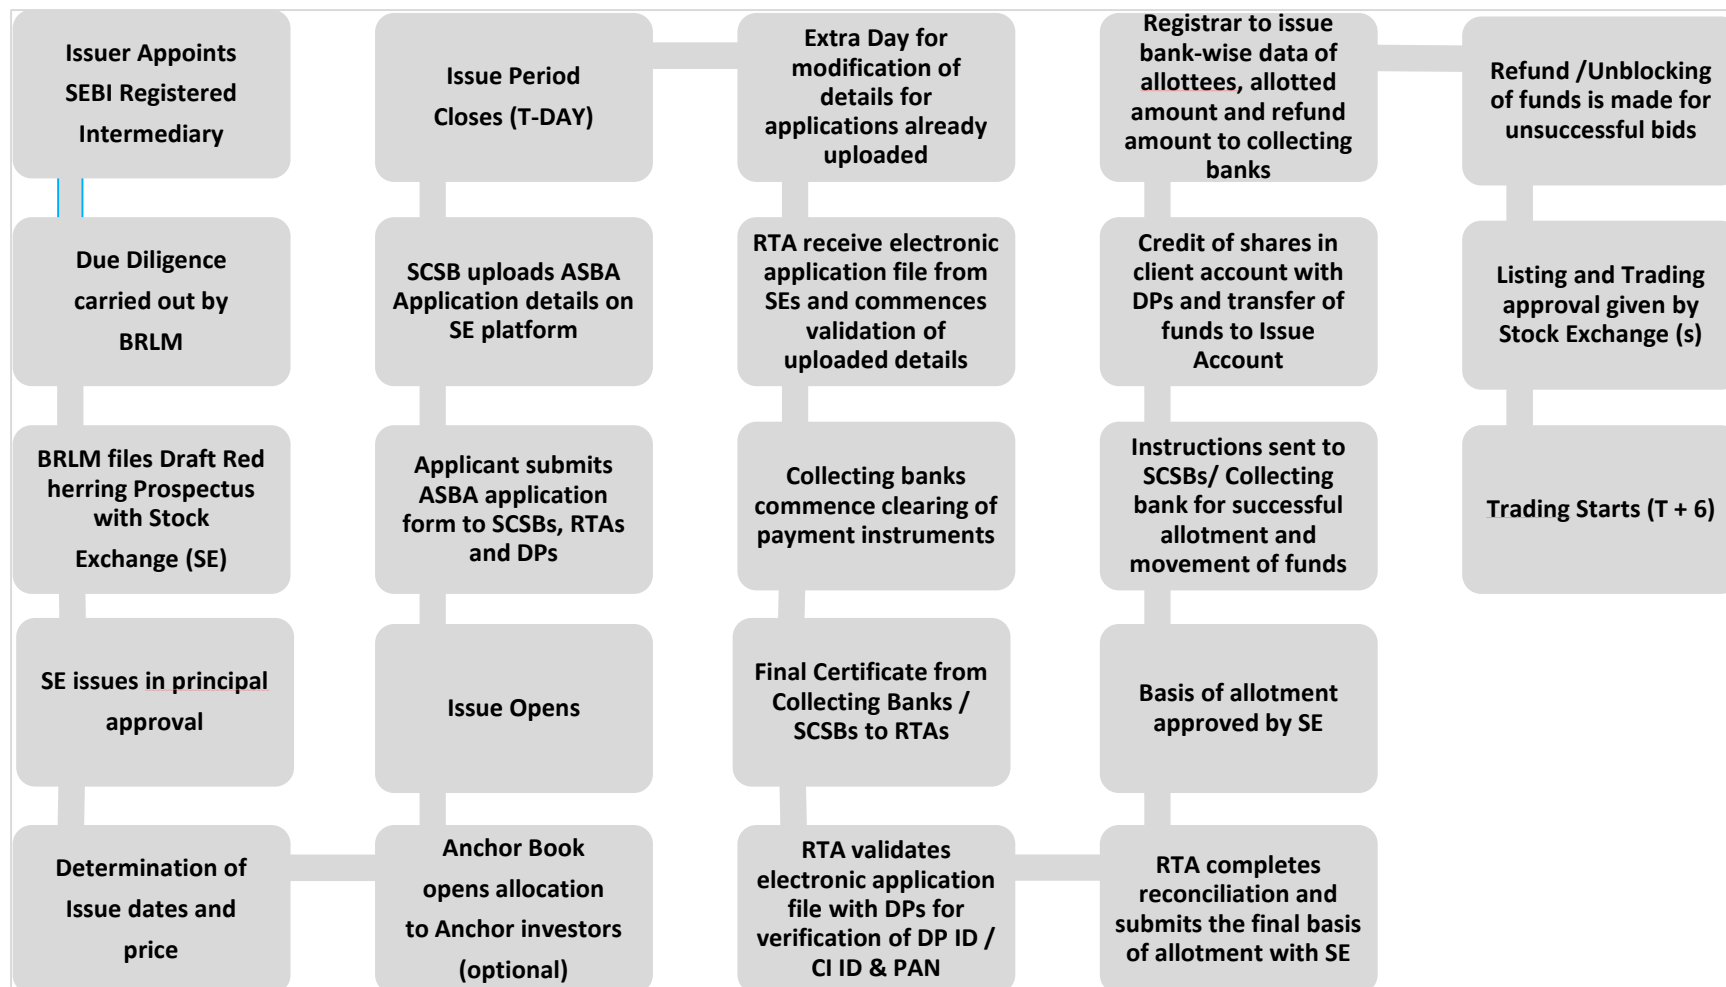 Issuer Appoints
SEBI Registered
Intermediary
Due Diligence
carried out by
BRLM
BRLM files Draft Red
herring Prospectus
with Stock
Exchange (SE)
SE issues in principal
approval
Determination of
Issue dates and
price
Anchor Book
opens allocation
to Anchor investors
(optional)
Issue Opens
Applicant submits
ASBA application
form to SCSBs, RTAs
and DPs
SCSB uploads ASBA
Application details on
SE platform
Issue Period
Closes (T-DAY)
Extra Day for
modification of
details for
applications already
uploaded
RTA receive electronic
application file from
SEs and commences
validation of
uploaded details
Collecting banks
commence clearing of
payment instruments
Final Certificate from
Collecting Banks /
SCSBs to RTAs
RTA validates
electronic application
file with DPs for
verification of DP ID /
CI ID & PAN
RTA completes
reconciliation and
submits the final basis
of allotment with SE
Basis of allotment
approved by SE
Instructions sent to
SCSBs/ Collecting
bank for successful
allotment and
movement of funds
Credit of shares in
client account with
DPs and transfer of
funds to Issue
Account
Registrar to issue
bank-wise data of
allottees, allotted
amount and refund
amount to collecting
banks
Refund /Unblocking
of funds is made for
unsuccessful bids
Listing and Trading
approval given by
Stock Exchange (s)
Trading Starts (T + 6)